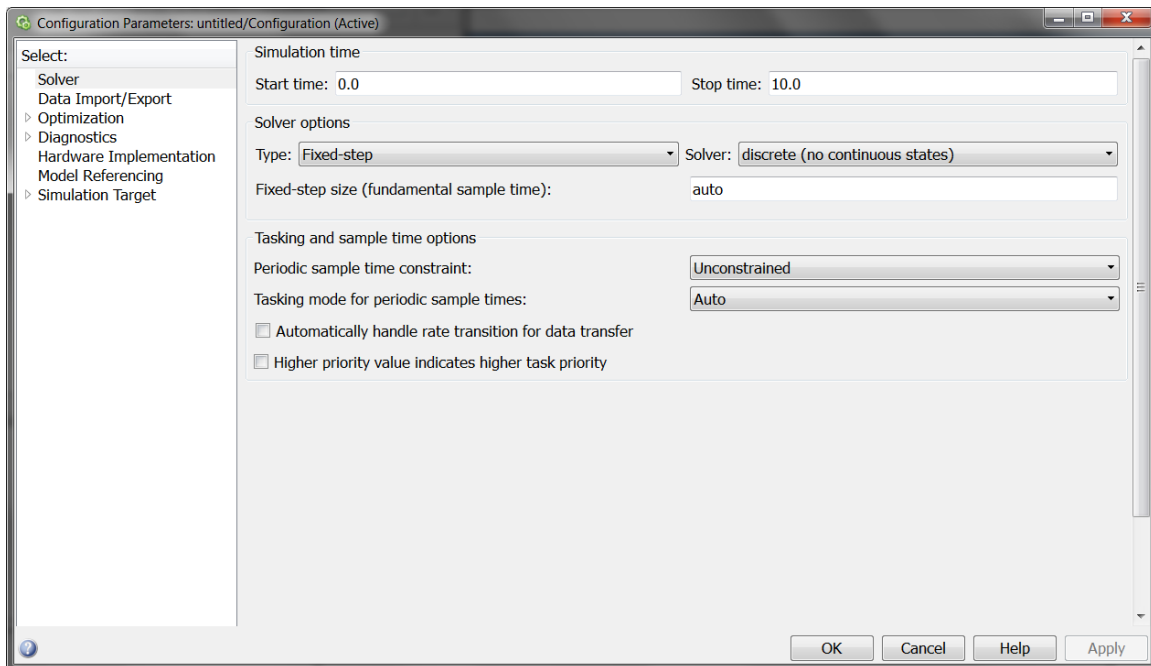 Configuration Parameters: untitled/Configuration (Active)
Select:
Solver
Data Import/Export
Optimization
Diagnostics
Hardware Implementation
Model Referencing
Simulation Target
Simulation time
Start time: 0.0 Stop time: 10.0
Solver options
Type: Fixed-step Solver: discrete (no continuous states)
Fixed-step size (fundamental sample time): auto
Tasking and sample time options
Periodic sample time constraint: Unconstrained
Tasking mode for periodic sample times: Auto
Automatically handle rate transition for data transfer
Higher priority value indicates higher task priority
OK Cancel Help Apply